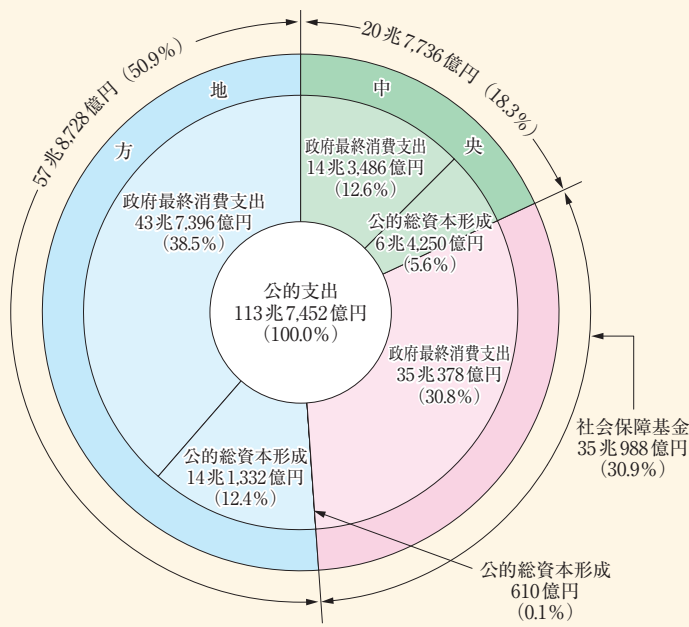 57兆8,728億円（50.9%）
20兆7,736億円（18.3%）
地
方
中
央
政府最終消費支出
14兆3,486億円
（12.6%）
公的総資本形成
6兆4,250億円
（5.6%）
政府最終消費支出
43兆7,396億円
（38.5%）
公的支出
113兆7,452億円
（100.0%）
政府最終消費支出
35兆378億円
（30.8%）
社会保障基金
35兆988億円
（30.9%）
公的総資本形成
14兆1,332億円
（12.4%）
公的総資本形成
610億円
（0.1%）